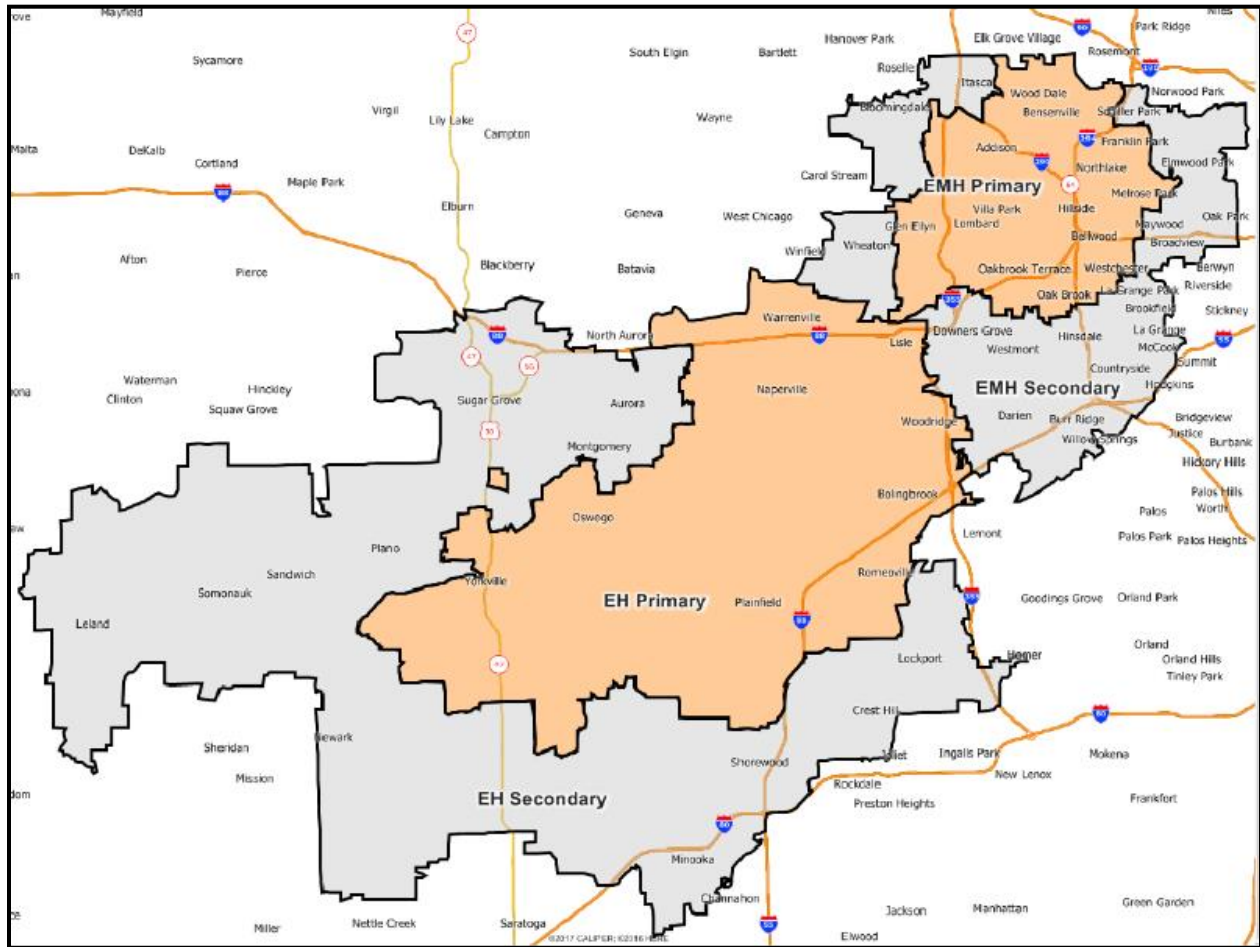 Mayfield
Niles
Park Ridge
Elk Grove Village
Hanover Park
Rosemont
South Elgin
Bartlett
Sycamore
Roselle
Itasca
Wood Dale
Norwood Park
Bloomingdale
Bensenville
Schiller Park
Virgil
Lily Lake
Wayne
Campton
Franklin Park
Malta
DeKalb
Cortland
Addison
Northlake
Elmwood Park
Maple Park
Carol Stream
EMH Primary
Melrose Park
Elburn
Geneva
West Chicago
Villa Park
Hillside
Oak Park
Glen Ellyn
Lombard
Maywood
Bellwood
Broadview
Wheaton
Winfield
Afton
Pierce
Blackberry
Batavia
Oakbrook Terrace
Westchester
Berwyn
Riverside
Oak Brook
La Grange Park
Brookfield
Stickney
Warrenville
North Aurora
Lisle
Downers Grove
Hinsdale
La Grange
Westmont
McCook
Summit
Countryside
Hodgkins
Waterman
Clinton
Hinckley
Squaw Grove
Sugar Grove
Aurora
Naperville
EMH Secondary
Darien
Burr Ridge
Willow Springs
Bridgeview
Justice
Burbank
Woodridge
Montgomery
Hickory Hills
Bolingbrook
Palos Hills
Worth
Oswego
Palos
Lemont
Palos Park
Palos Heights
Plano
Sandwich
Somonauk
Yorkville
Romeoville
EH Primary
Plainfield
Goodings Grove
Orland Park
Leland
Lockport
Homer
Orland
Orland Hills
Tinley Park
Crest Hill
Newark
Sheridan
Mission
Shorewood
Joliet
Ingalls Park
Mokena
New Lenox
Rockdale
Preston Heights
Frankfort
EH Secondary
Minooka
Channahon
Miller
Nettle Creek
Saratoga
Jackson
Manhattan
Green Garden
Elwood
©2017 CALIPER; ©2016 HERE